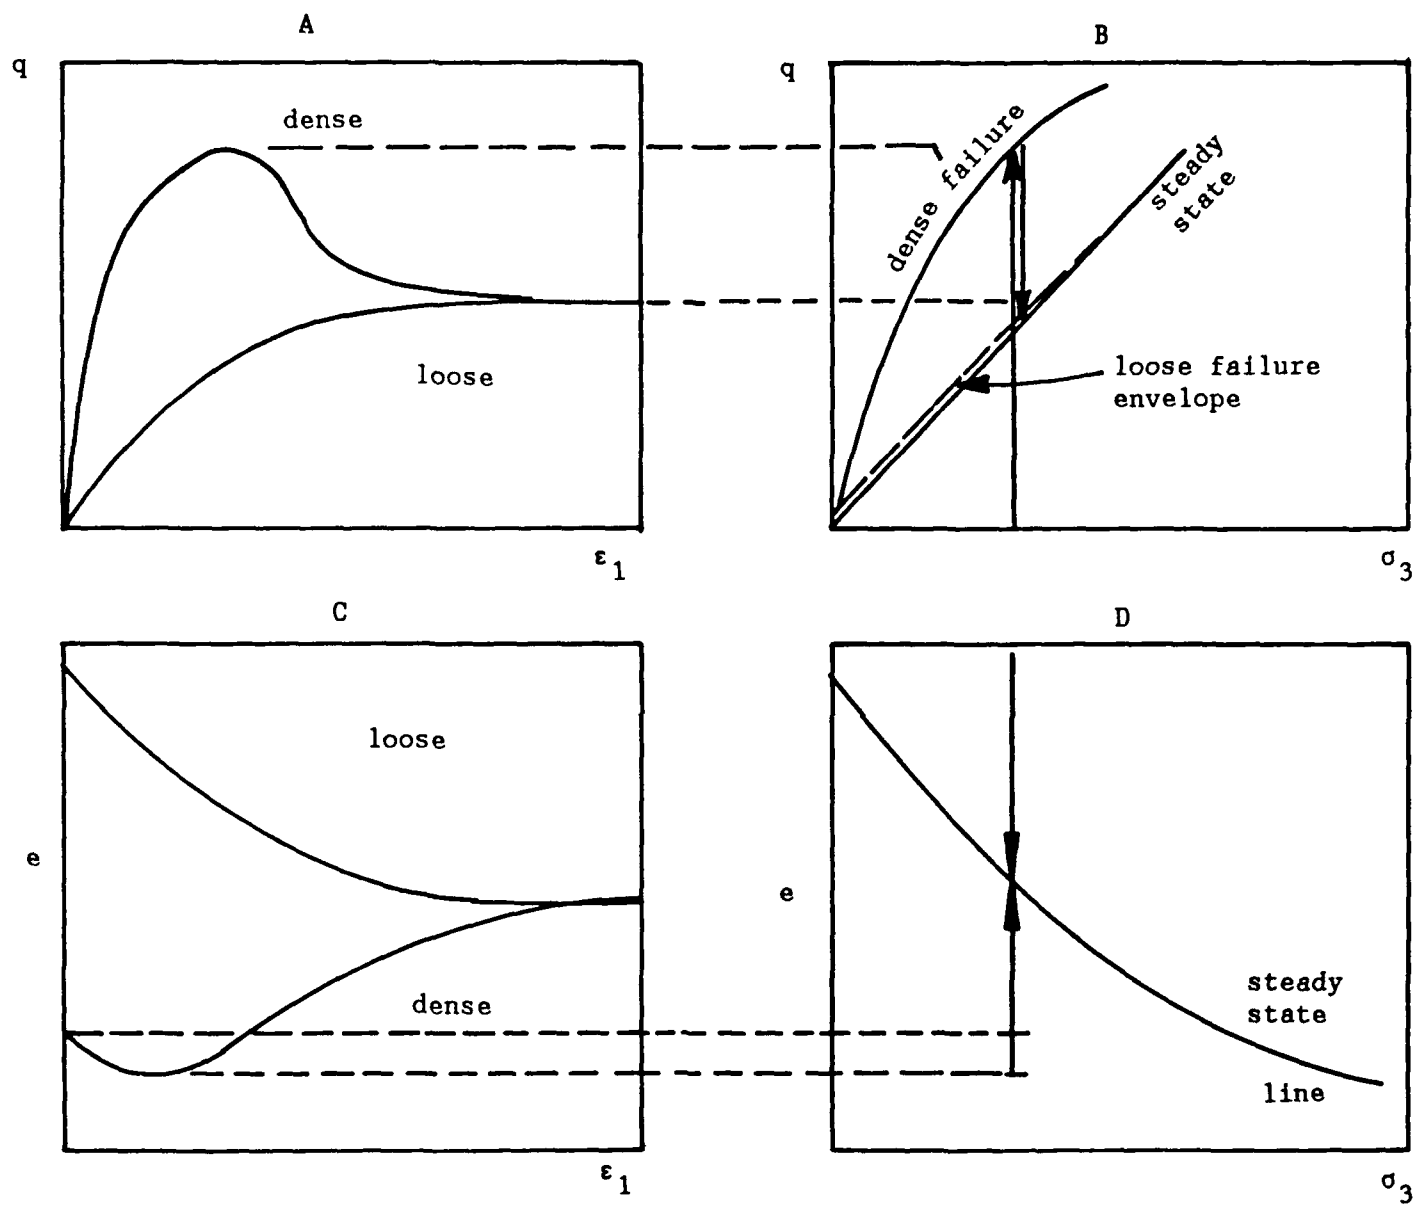 A
q
dense
loose
ε1
B
q
dense failure
steady
state
loose failure
envelope
σ3
C
e
loose
dense
ε1
D
e
steady
state
line
σ3